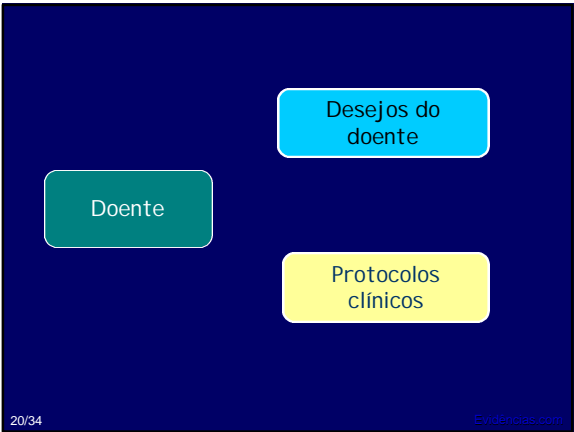 Desejos do
doente
Doente
Protocolos
clínicos
20/34